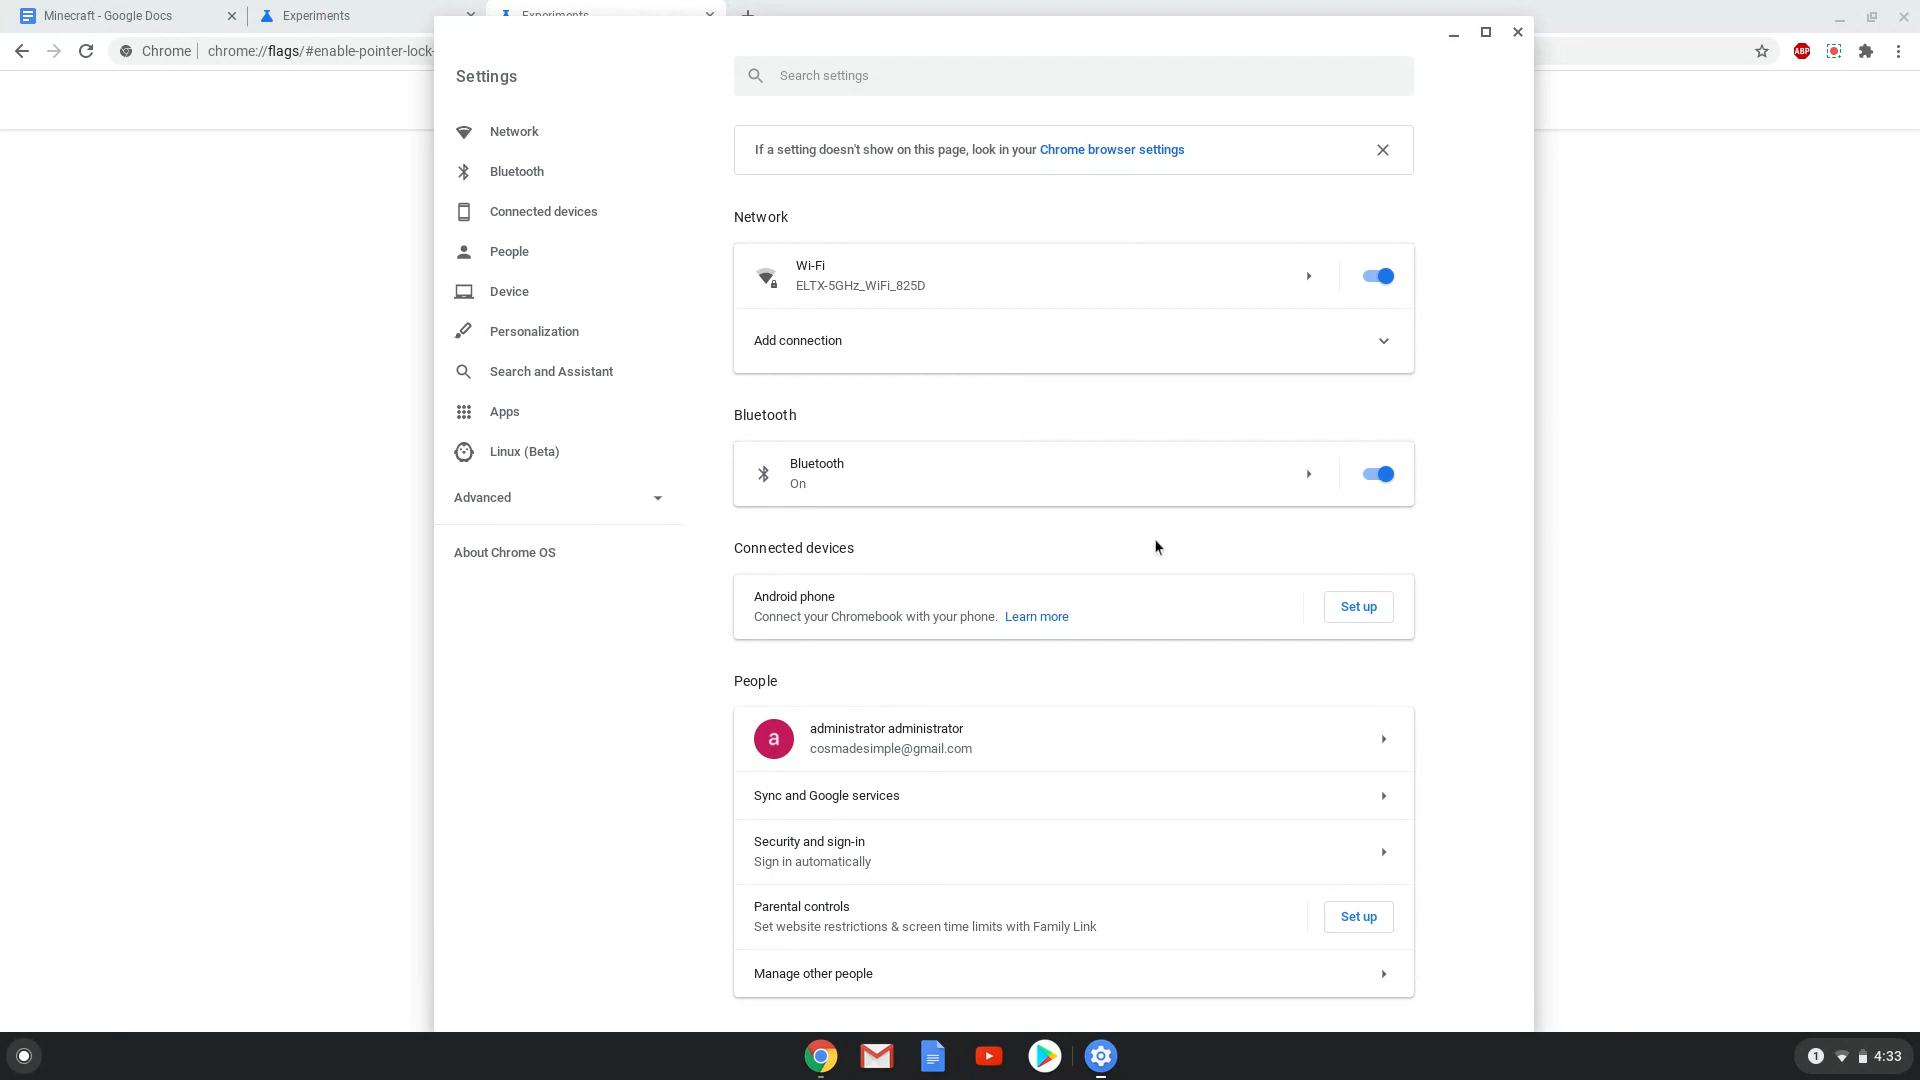 Minecraft - Google Docs
Experiments
Experiments
Chrome
chrome://flags/#enable-pointer-lock-
ABP
Settings
Search settings
Network
Bluetooth
Connected devices
People
Device
Personalization
Search and Assistant
Apps
Linux (Beta)
Advanced
About Chrome OS
If a setting doesn't show on this page, look in your Chrome browser settings
Network
Wi-Fi
ELTX-5GHz_WiFi_825D
Add connection
Bluetooth
Bluetooth
On
Connected devices
Android phone
Connect your Chromebook with your phone. Learn more
Set up
People
a
administrator administrator
cosmadesimple@gmail.com
Sync and Google services
Security and sign-in
Sign in automatically
Parental controls
Set website restrictions & screen time limits with Family Link
Set up
Manage other people
1
4:33